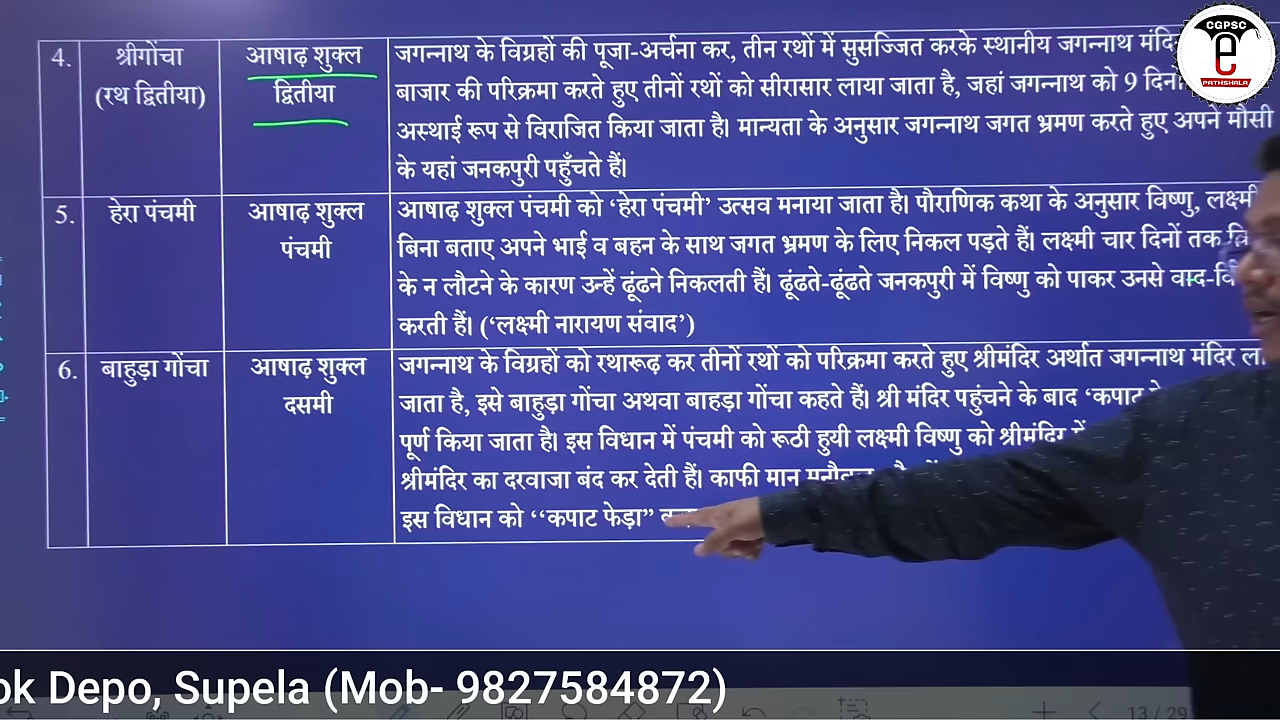 CGPSC
e
PATHSHALA
4. श्रीगोंचा आषाढ़ शुक्ल जगन्नाथ के विग्रहों की पूजा-अर्चना कर, तीन रथों में सुसज्जित करके स्थानीय जगन्नाथ
(रथ द्वितीया) द्वितीया बाजार की परिक्रमा करते हुए तीनों रथों को सीरासार लाया जाता है, जहां जगन्नाथ को 9
अस्थाई रूप से विराजित किया जाता है। मान्यता के अनुसार जगन्नाथ जगत भ्रमण करते हुए अपने मौसी
के यहां जनकपुरी पहुँचते हैं।
5. हेरा पंचमी आषाढ़ शुक्ल आषाढ़ शुक्ल पंचमी को ‘हेरा पंचमी’ उत्सव मनाया जाता है। पौराणिक कथा के अनुसार विष्णु,
पंचमी बिना बताए अपने भाई व बहन के साथ जगत भ्रमण के लिए निकल पड़ते हैं। लक्ष्मी चार दिनों तक
के न लौटने के कारण उन्हें ढूंढने निकलती हैं। ढूंढते-ढूंढते जनकपुरी में विष्णु को पाकर उनसे
करती हैं। (‘लक्ष्मी नारायण संवाद’)
6. बाहुड़ा गोंचा आषाढ़ शुक्ल जगन्नाथ के विग्रहों को रथारूढ़ कर तीनों रथों को परिक्रमा करते हुए श्रीमंदिर अर्थात जगन्नाथ मंदिर
दसमी जाता है, इसे बाहुड़ा गोंचा अथवा बाहड़ा गोंचा कहते हैं। श्री मंदिर पहुंचने के बाद ‘कपाट
पूर्ण किया जाता है। इस विधान में पंचमी को रूठी हुयी लक्ष्मी विष्णु को श्रीमंदिर में
श्रीमंदिर का दरवाजा बंद कर देती हैं। काफी मान
इस विधान को ‘‘कपाट फेड़ा’’
Depo, Supela (Mob- 9827584872)
13 / 29